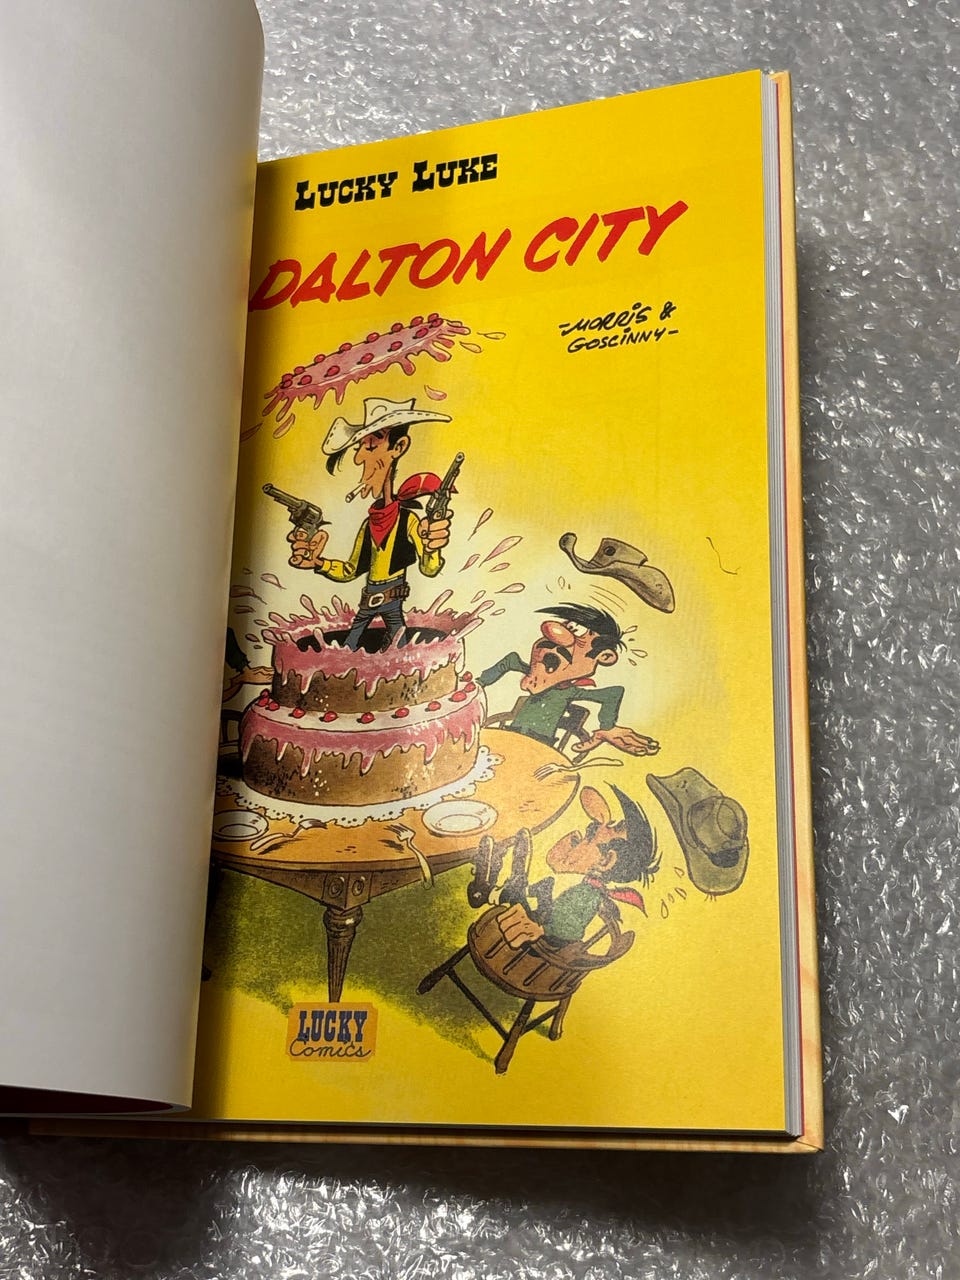 LUCKY LUKE
DALTON CITY
-MORRIS &
GOSCINNY-
LUCKY
Comics